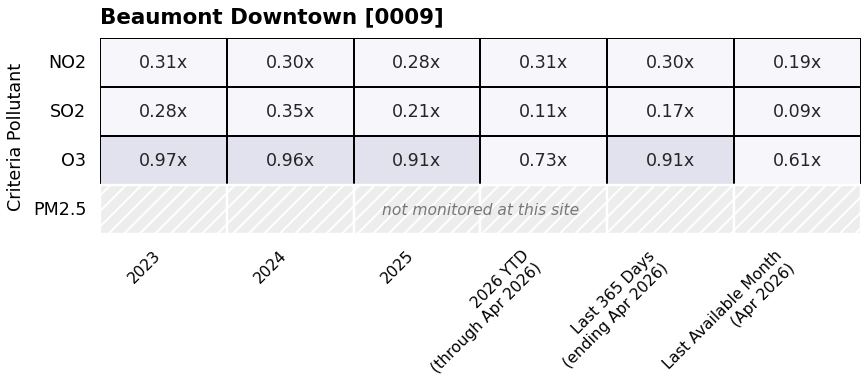 Beaumont Downtown [0009]
Criteria Pollutant
NO2 0.31x 0.30x 0.28x 0.31x 0.30x 0.19x
SO2 0.28x 0.35x 0.21x 0.11x 0.17x 0.09x
O3 0.97x 0.96x 0.91x 0.73x 0.91x 0.61x
PM2.5 not monitored at this site
2023
2024
2025
2026 YTD
(through Apr 2026)
Last 365 Days
(ending Apr 2026)
Last Available Month
(Apr 2026)